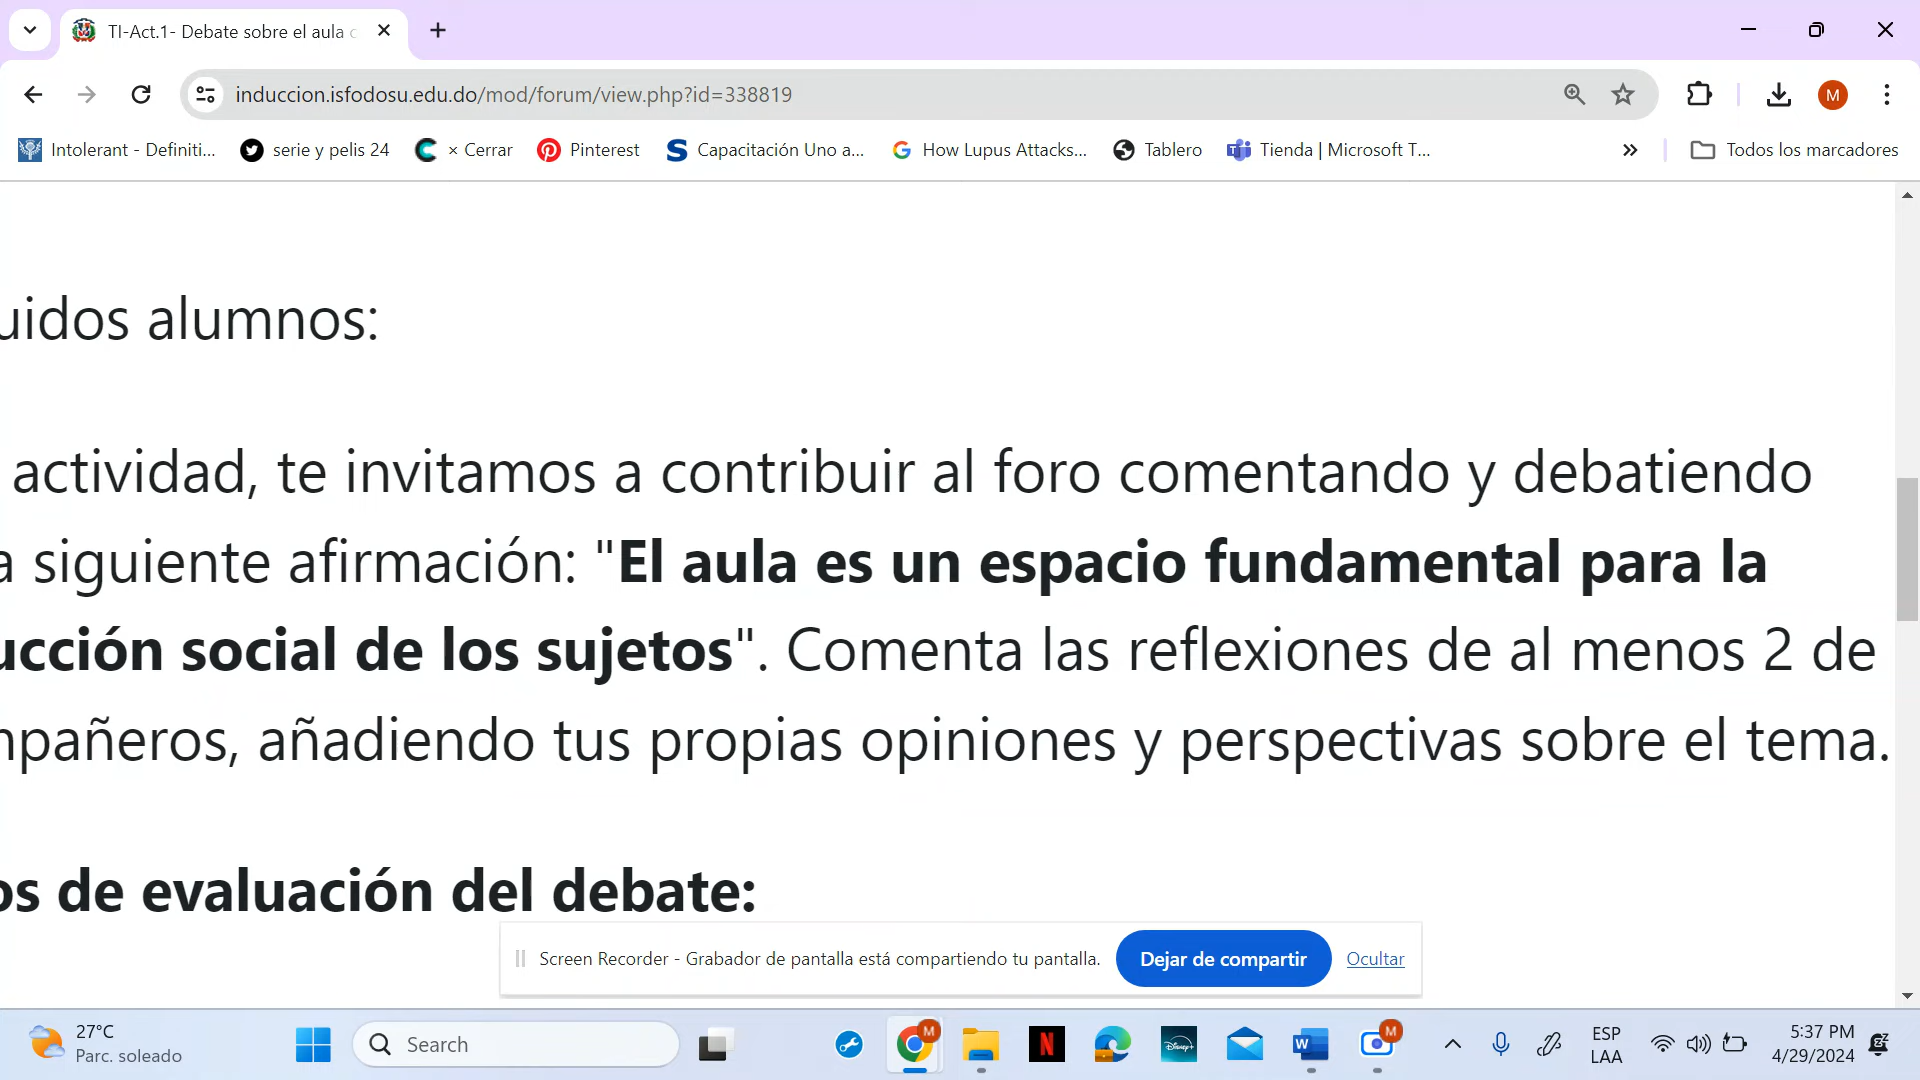 TI-Act.1- Debate sobre el aula c
induccion.isfodosu.edu.do/mod/forum/view.php?id=338819
M
Intolerant - Definiti...
serie y pelis 24
× Cerrar
Pinterest
Capacitación Uno a...
How Lupus Attacks...
Tablero
Tienda | Microsoft T...
Todos los marcadores
uidos alumnos:
actividad, te invitamos a contribuir al foro comentando y debatiendo
a siguiente afirmación: "El aula es un espacio fundamental para la
ucción social de los sujetos". Comenta las reflexiones de al menos 2 de
mpañeros, añadiendo tus propias opiniones y perspectivas sobre el tema.
os de evaluación del debate:
Screen Recorder - Grabador de pantalla está compartiendo tu pantalla.
Dejar de compartir
Ocultar
27°C
Parc. soleado
Search
M
N
Disney+
W
M
ESP
LAA
5:37 PM
4/29/2024